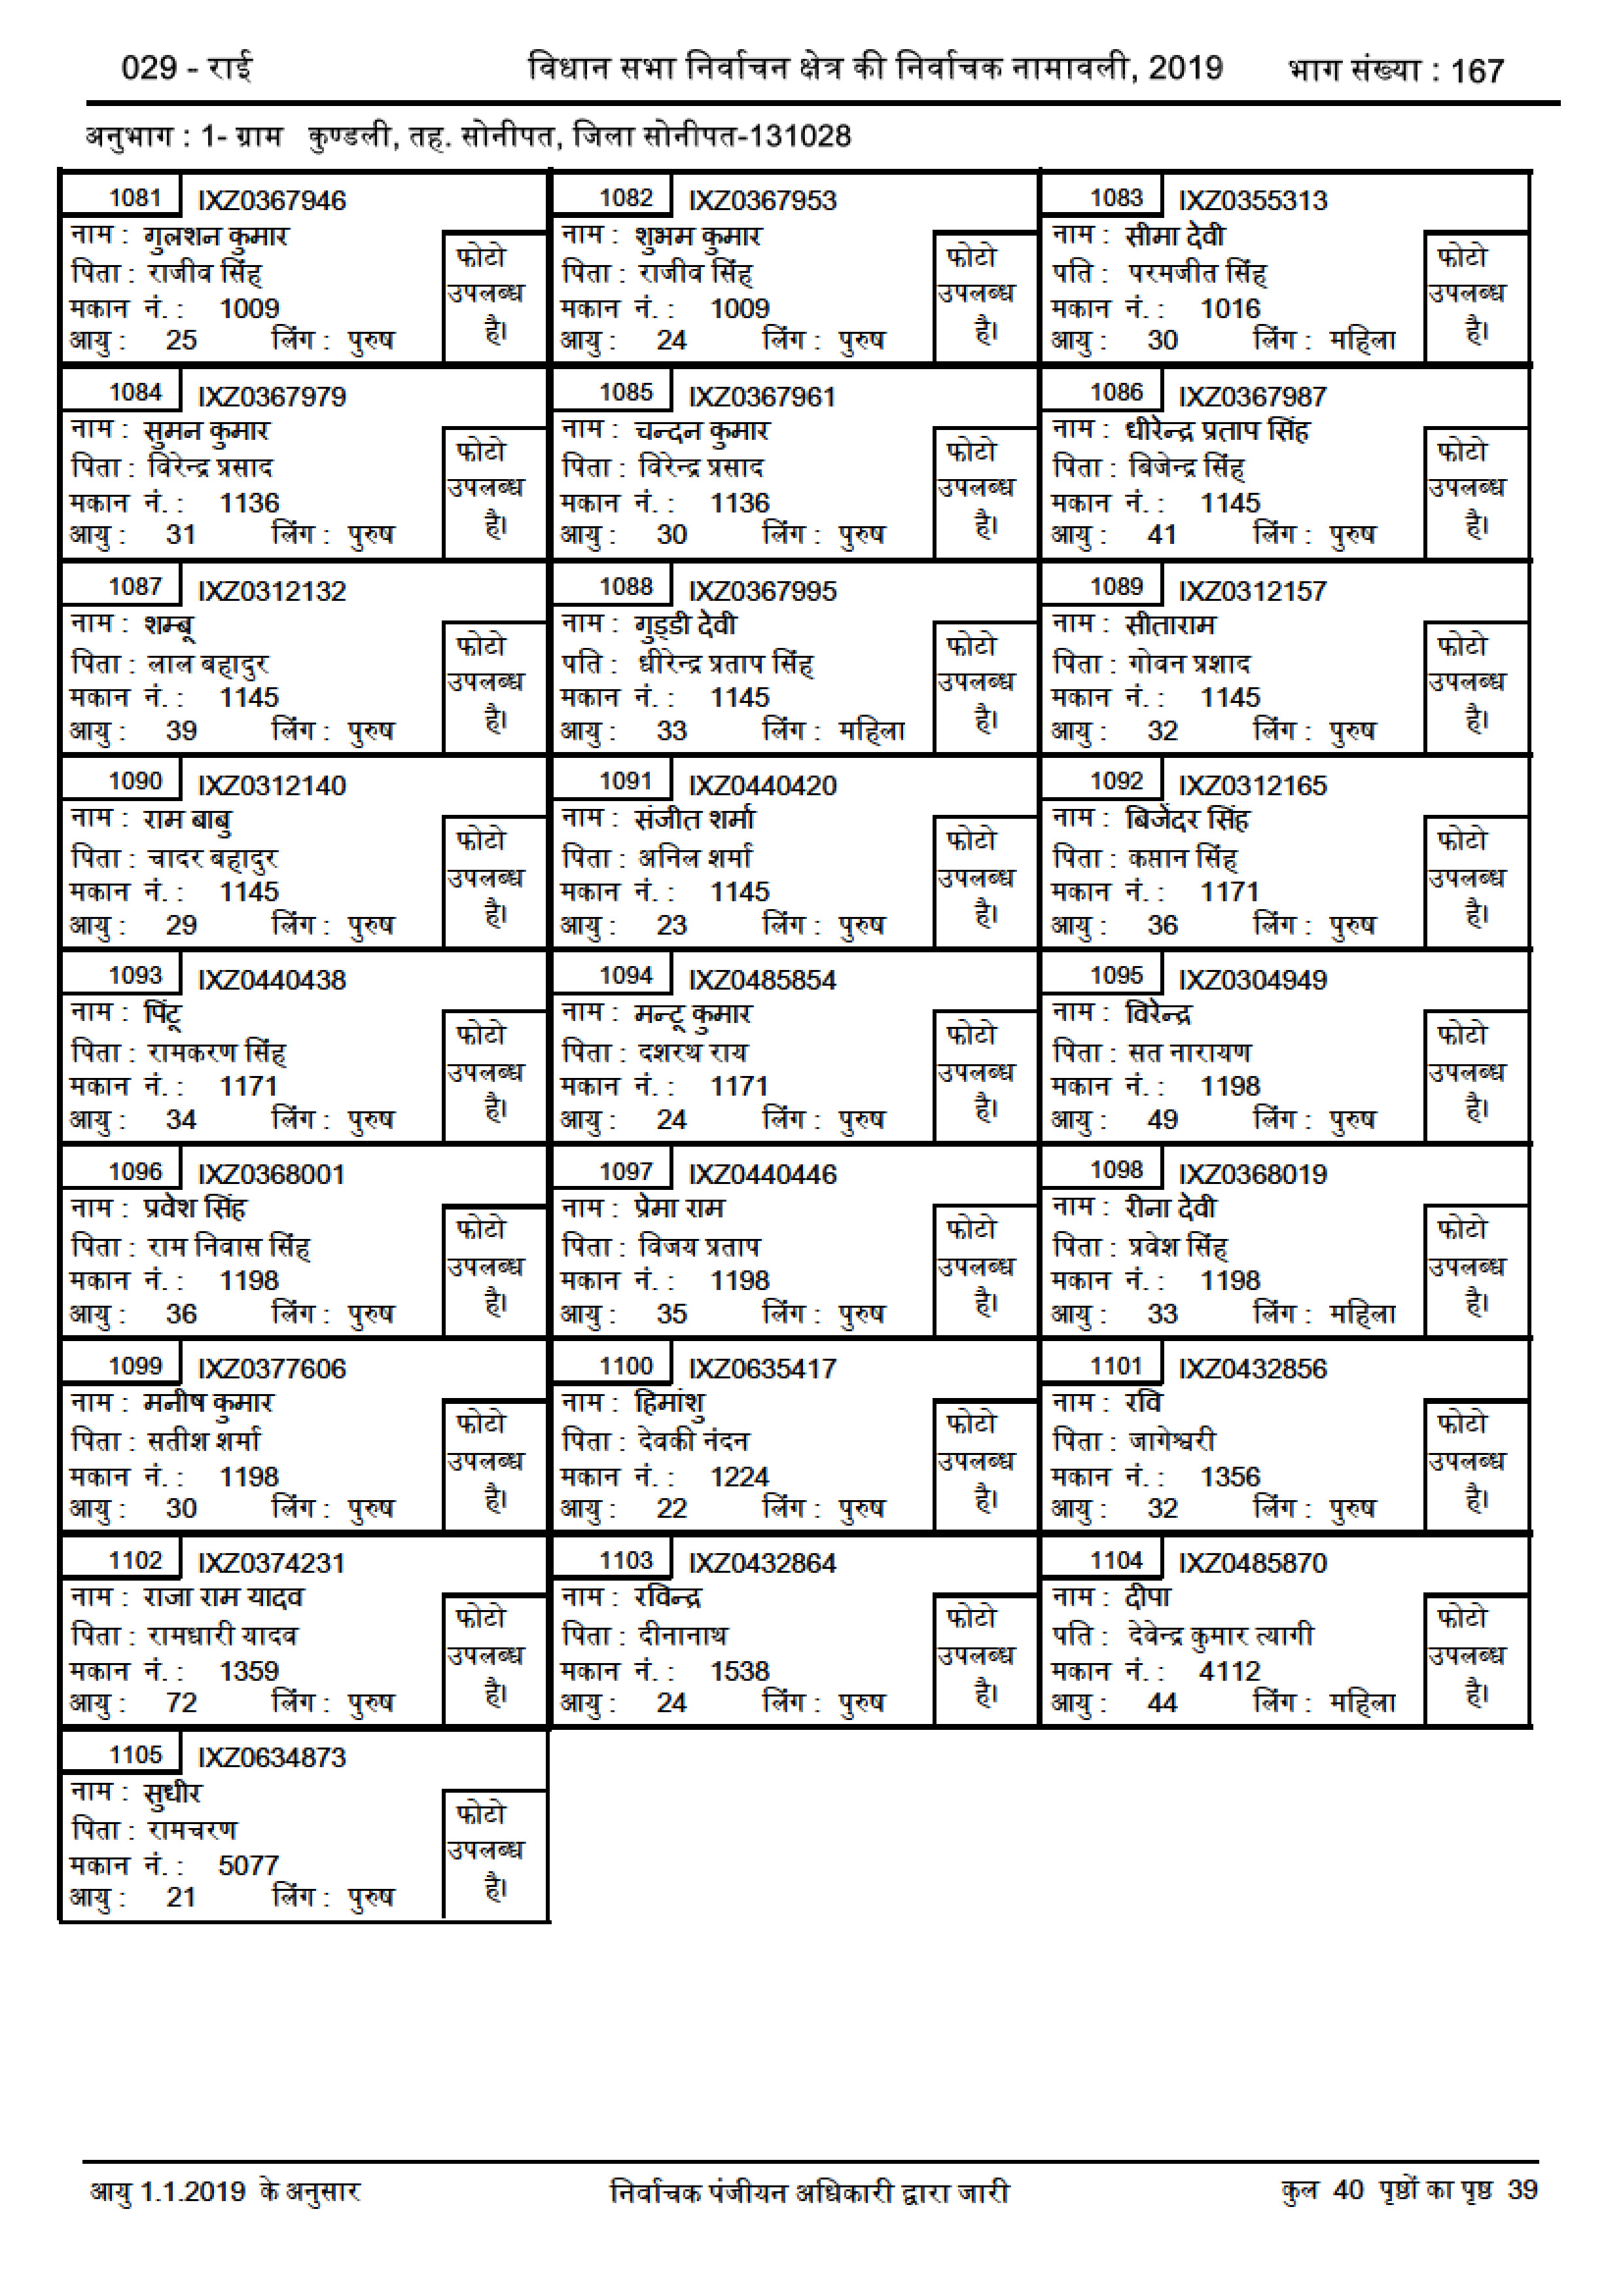 029 - राई विधान सभा निर्वाचन क्षेत्र की निर्वाचक नामावली, 2019 भाग संख्या : 167
अनुभाग : 1- ग्राम कुण्डली, तह. सोनीपत, जिला सोनीपत-131028
1081 IXZ0367946
नाम : गुलशन कुमार
पिता : राजीव सिंह
मकान नं. : 1009
आयु : 25 लिंग : पुरुष
फोटो
उपलब्ध
है।
1082 IXZ0367953
नाम : शुभम कुमार
पिता : राजीव सिंह
मकान नं. : 1009
आयु : 24 लिंग : पुरुष
फोटो
उपलब्ध
है।
1083 IXZ0355313
नाम : सीमा देवी
पति : परमजीत सिंह
मकान नं. : 1016
आयु : 30 लिंग : महिला
फोटो
उपलब्ध
है।
1084 IXZ0367979
नाम : सुमन कुमार
पिता : विरेन्द्र प्रसाद
मकान नं. : 1136
आयु : 31 लिंग : पुरुष
फोटो
उपलब्ध
है।
1085 IXZ0367961
नाम : चन्दन कुमार
पिता : विरेन्द्र प्रसाद
मकान नं. : 1136
आयु : 30 लिंग : पुरुष
फोटो
उपलब्ध
है।
1086 IXZ0367987
नाम : धीरेन्द्र प्रताप सिंह
पिता : बिजेन्द्र सिंह
मकान नं. : 1145
आयु : 41 लिंग : पुरुष
फोटो
उपलब्ध
है।
1087 IXZ0312132
नाम : शम्बू
पिता : लाल बहादुर
मकान नं. : 1145
आयु : 39 लिंग : पुरुष
फोटो
उपलब्ध
है।
1088 IXZ0367995
नाम : गुड्डी देवी
पति : धीरेन्द्र प्रताप सिंह
मकान नं. : 1145
आयु : 33 लिंग : महिला
फोटो
उपलब्ध
है।
1089 IXZ0312157
नाम : सीताराम
पिता : गोवन प्रशाद
मकान नं. : 1145
आयु : 32 लिंग : पुरुष
फोटो
उपलब्ध
है।
1090 IXZ0312140
नाम : राम बाबु
पिता : चादर बहादुर
मकान नं. : 1145
आयु : 29 लिंग : पुरुष
फोटो
उपलब्ध
है।
1091 IXZ0440420
नाम : संजीत शर्मा
पिता : अनिल शर्मा
मकान नं. : 1145
आयु : 23 लिंग : पुरुष
फोटो
उपलब्ध
है।
1092 IXZ0312165
नाम : बिजेंदर सिंह
पिता : कप्तान सिंह
मकान नं. : 1171
आयु : 36 लिंग : पुरुष
फोटो
उपलब्ध
है।
1093 IXZ0440438
नाम : पिंटू
पिता : रामकरण सिंह
मकान नं. : 1171
आयु : 34 लिंग : पुरुष
फोटो
उपलब्ध
है।
1094 IXZ0485854
नाम : मन्टू कुमार
पिता : दशरथ राय
मकान नं. : 1171
आयु : 24 लिंग : पुरुष
फोटो
उपलब्ध
है।
1095 IXZ0304949
नाम : विरेन्द्र
पिता : सत नारायण
मकान नं. : 1198
आयु : 49 लिंग : पुरुष
फोटो
उपलब्ध
है।
1096 IXZ0368001
नाम : प्रवेश सिंह
पिता : राम निवास सिंह
मकान नं. : 1198
आयु : 36 लिंग : पुरुष
फोटो
उपलब्ध
है।
1097 IXZ0440446
नाम : प्रेमा राम
पिता : विजय प्रताप
मकान नं. : 1198
आयु : 35 लिंग : पुरुष
फोटो
उपलब्ध
है।
1098 IXZ0368019
नाम : रीना देवी
पिता : प्रवेश सिंह
मकान नं. : 1198
आयु : 33 लिंग : महिला
फोटो
उपलब्ध
है।
1099 IXZ0377606
नाम : मनीष कुमार
पिता : सतीश शर्मा
मकान नं. : 1198
आयु : 30 लिंग : पुरुष
फोटो
उपलब्ध
है।
1100 IXZ0635417
नाम : हिमांशु
पिता : देवकी नंदन
मकान नं. : 1224
आयु : 22 लिंग : पुरुष
फोटो
उपलब्ध
है।
1101 IXZ0432856
नाम : रवि
पिता : जागेश्वरी
मकान नं. : 1356
आयु : 32 लिंग : पुरुष
फोटो
उपलब्ध
है।
1102 IXZ0374231
नाम : राजा राम यादव
पिता : रामधारी यादव
मकान नं. : 1359
आयु : 72 लिंग : पुरुष
फोटो
उपलब्ध
है।
1103 IXZ0432864
नाम : रविन्द्र
पिता : दीनानाथ
मकान नं. : 1538
आयु : 24 लिंग : पुरुष
फोटो
उपलब्ध
है।
1104 IXZ0485870
नाम : दीपा
पति : देवेन्द्र कुमार त्यागी
मकान नं. : 4112
आयु : 44 लिंग : महिला
फोटो
उपलब्ध
है।
1105 IXZ0634873
नाम : सुधीर
पिता : रामचरण
मकान नं. : 5077
आयु : 21 लिंग : पुरुष
फोटो
उपलब्ध
है।
आयु 1.1.2019 के अनुसार निर्वाचक पंजीयन अधिकारी द्वारा जारी कुल 40 पृष्ठों का पृष्ठ 39